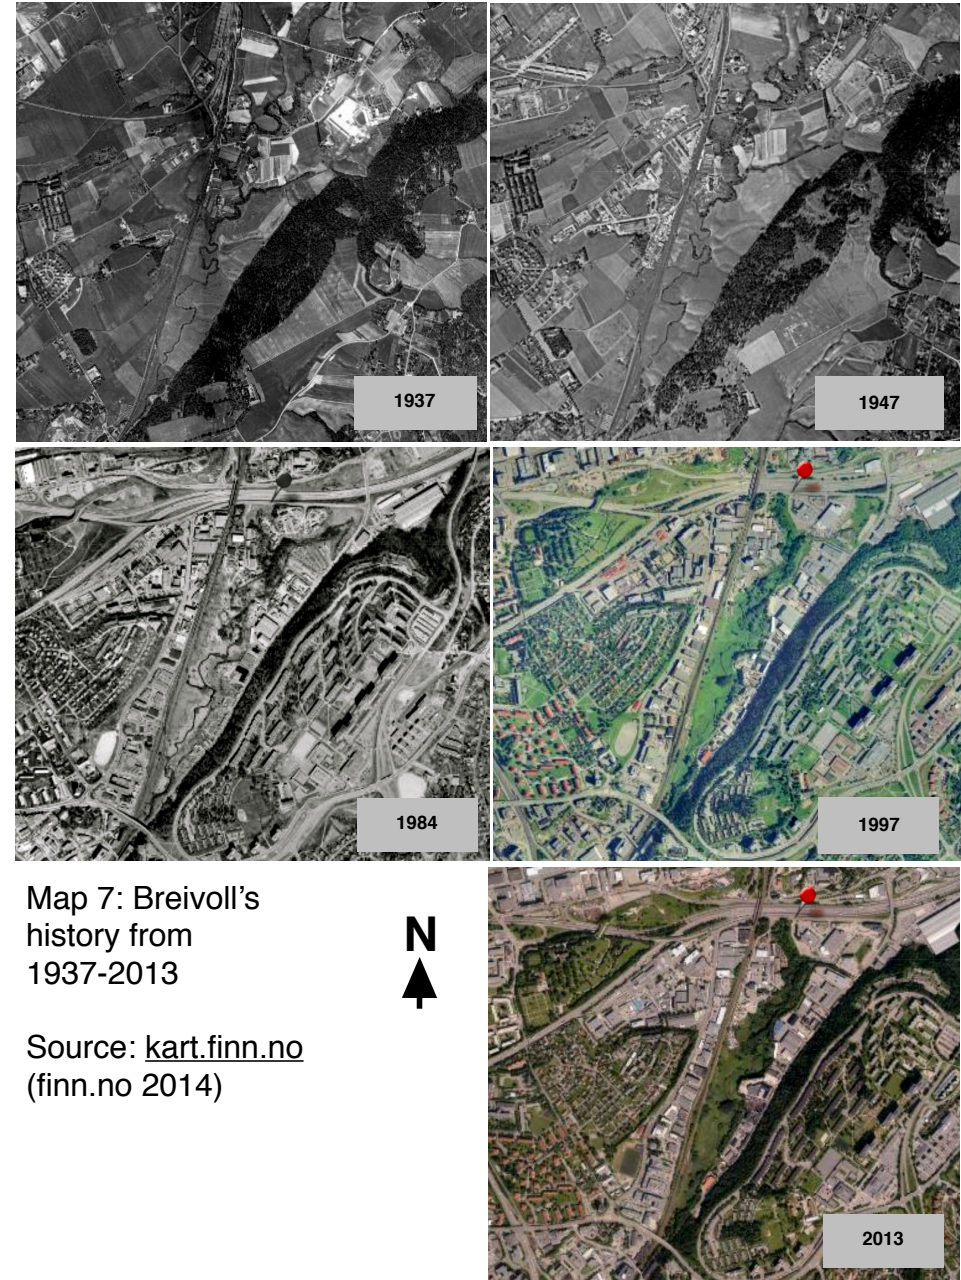 1937
1947
1984
1997
Map 7: Breivoll’s
history from
1937-2013
N
Source: kart.finn.no
(finn.no 2014)
2013